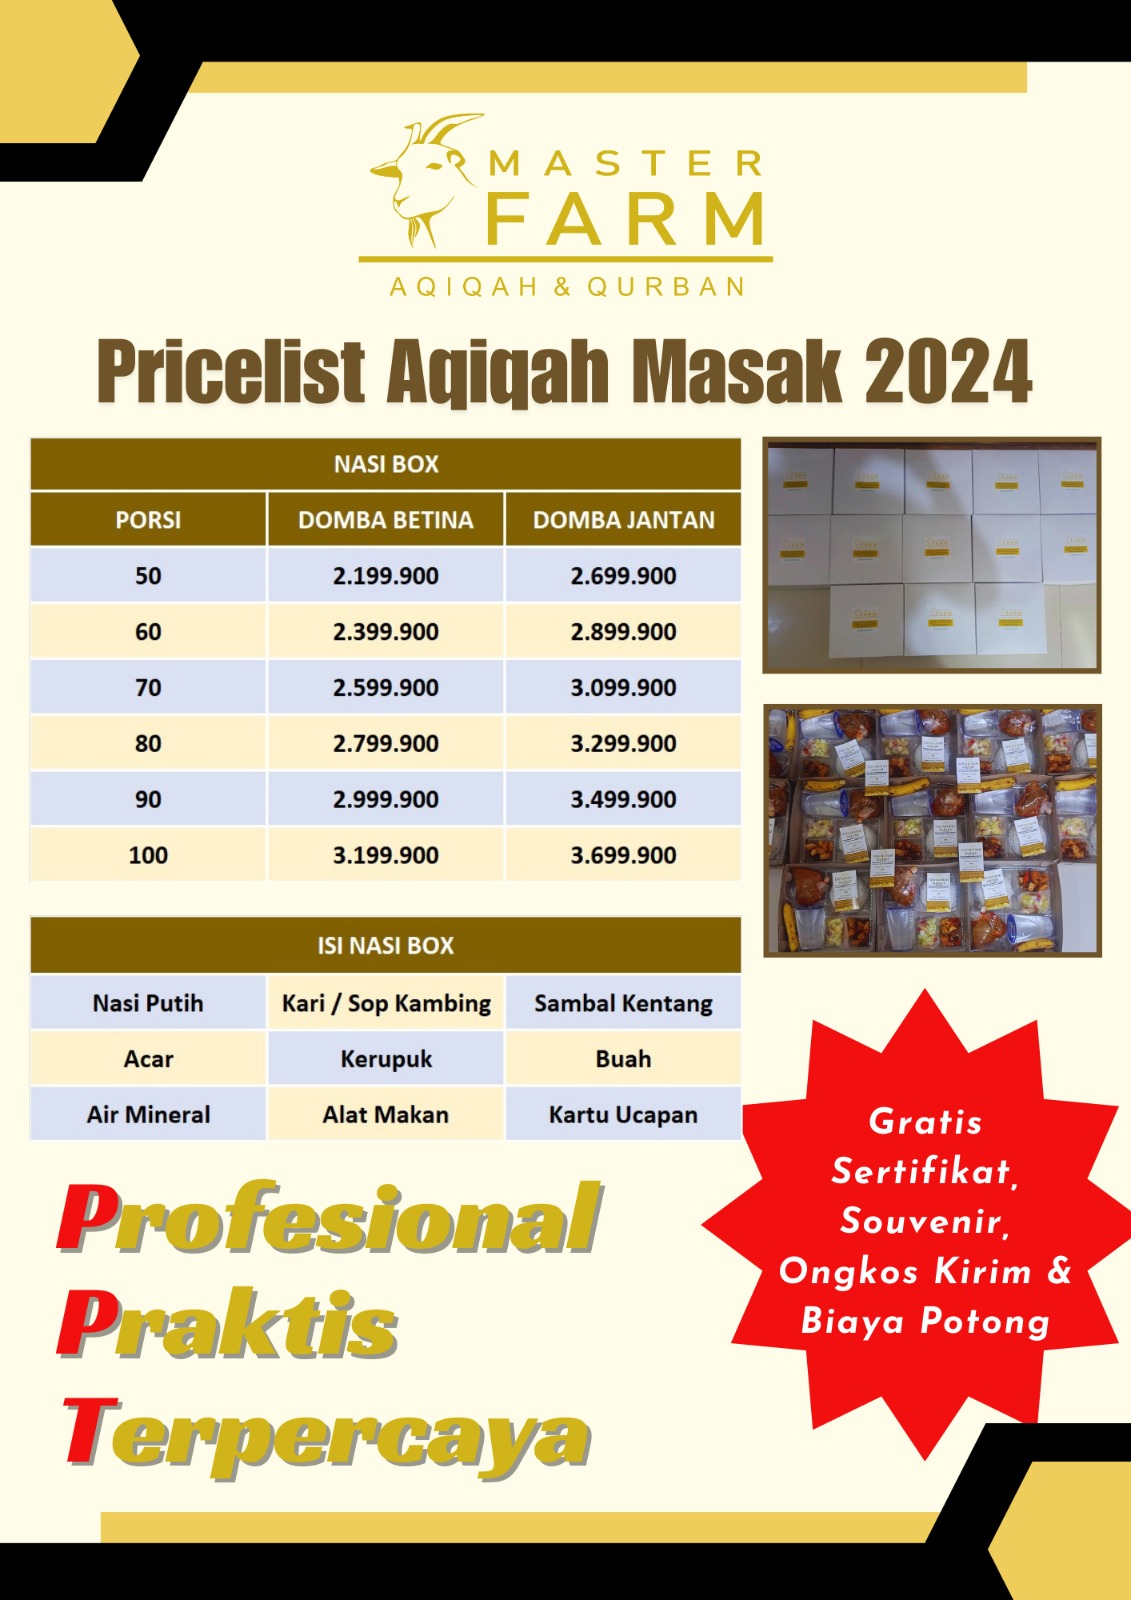 MASTER
FARM
AQIQAH & QURBAN
Pricelist Aqiqah Masak 2024
NASI BOX
PORSI DOMBA BETINA DOMBA JANTAN
50 2.199.900 2.699.900
60 2.399.900 2.899.900
70 2.599.900 3.099.900
80 2.799.900 3.299.900
90 2.999.900 3.499.900
100 3.199.900 3.699.900
ISI NASI BOX
Nasi Putih Kari / Sop Kambing Sambal Kentang
Acar Kerupuk Buah
Air Mineral Alat Makan Kartu Ucapan
Gratis
Sertifikat,
Souvenir,
Ongkos Kirim &
Biaya Potong
Profesional
Praktis
Terpercaya